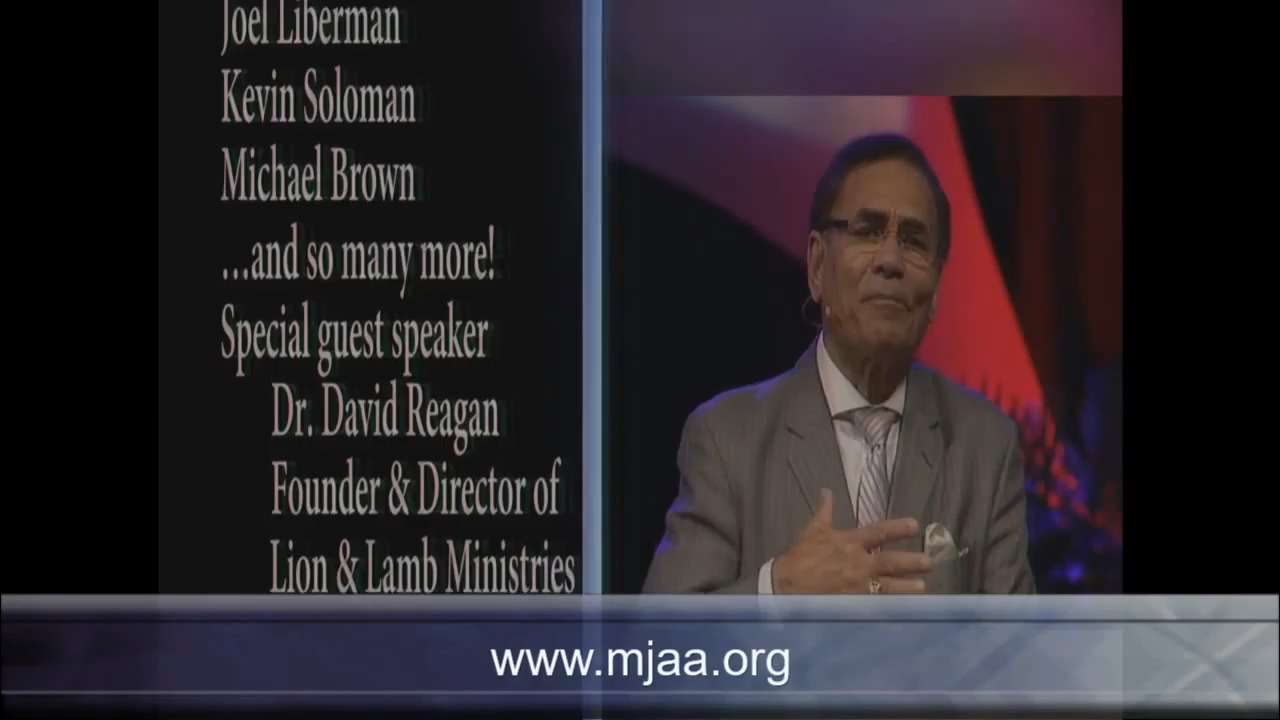 Joel Liberman
Kevin Soloman
Michael Brown
...and so many more!
Special guest speaker
Dr. David Reagan
Founder & Director of
Lion & Lamb Ministries
www.mjaa.org